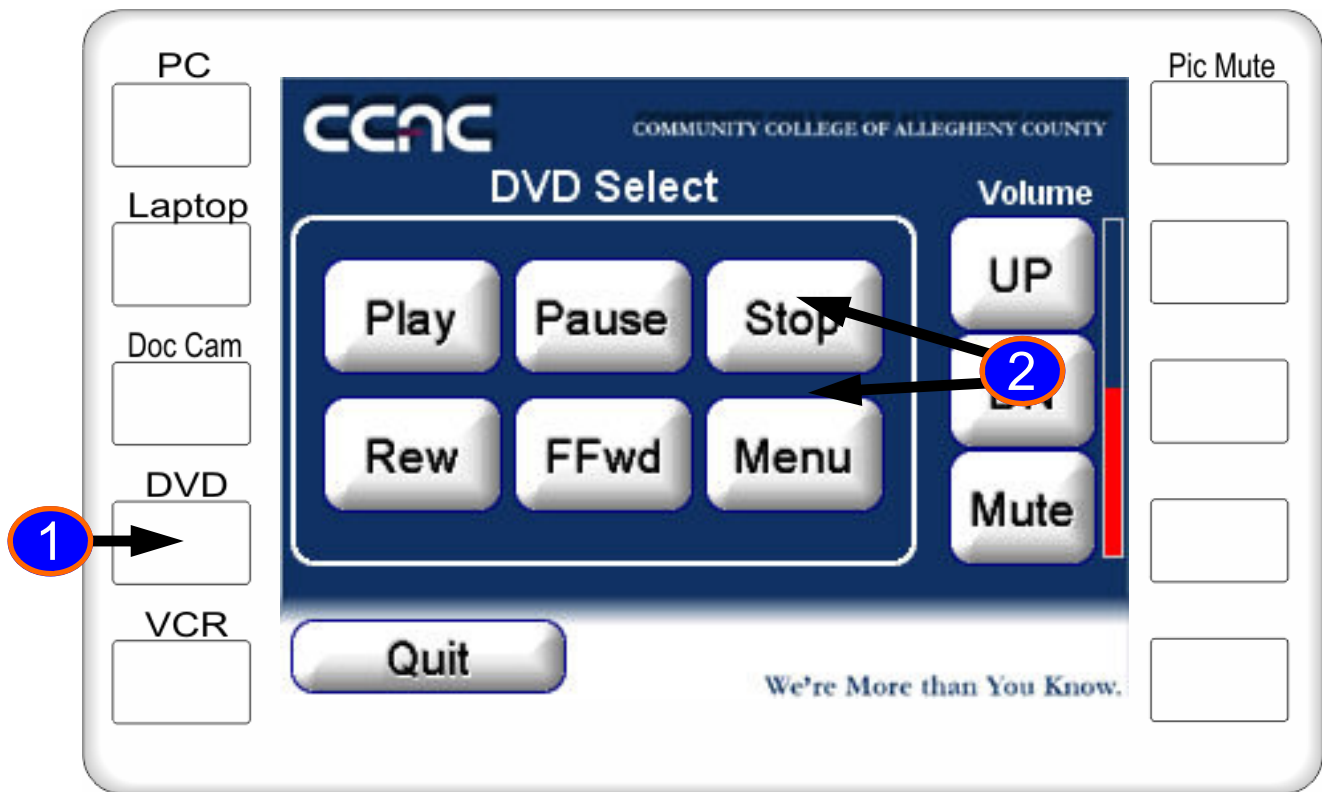 PC
Pic Mute
CCAC
COMMUNITY COLLEGE OF ALLEGHENY COUNTY
DVD Select
Volume
Laptop
UP
Play Pause Stop
Doc Cam
2
Rew FFwd Menu
DVD
Mute
1
VCR
Quit
We're More than You Know.